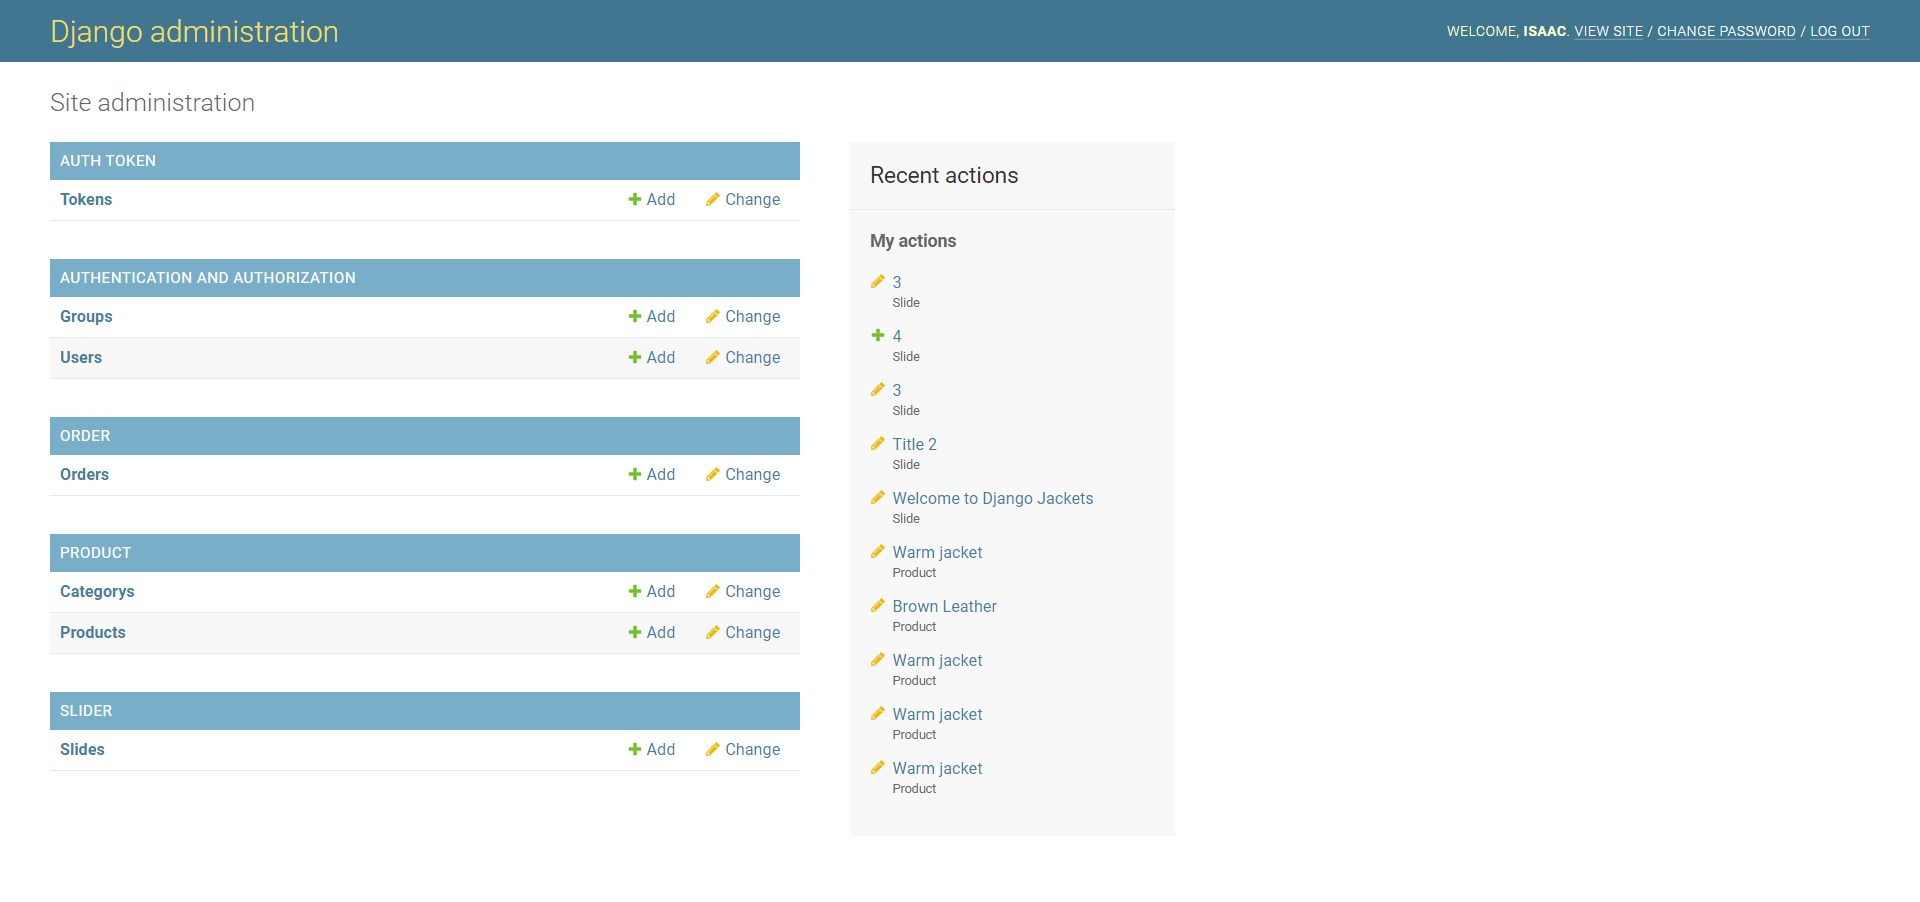 Django administration
WELCOME, ISAAC. VIEW SITE / CHANGE PASSWORD / LOG OUT
Site administration
AUTH TOKEN
Tokens Add Change
AUTHENTICATION AND AUTHORIZATION
Groups Add Change
Users Add Change
ORDER
Orders Add Change
PRODUCT
Categorys Add Change
Products Add Change
SLIDER
Slides Add Change
Recent actions
My actions
3
Slide
4
Slide
3
Slide
Title 2
Slide
Welcome to Django Jackets
Slide
Warm jacket
Product
Brown Leather
Product
Warm jacket
Product
Warm jacket
Product
Warm jacket
Product